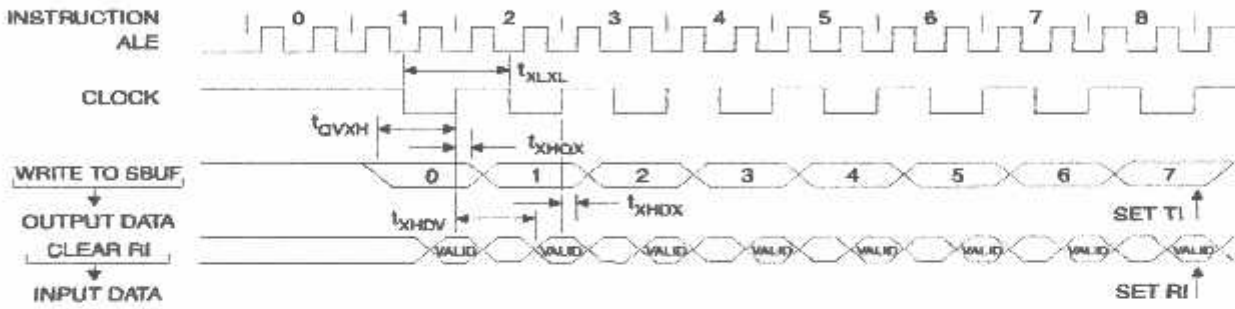 INSTRUCTION 0 1 2 3 4 5 6 7 8
ALE
tXLXL
CLOCK
tQVXH
tXHQX
WRITE TO SBUF 0 1 2 3 4 5 6 7
tXHDV tXHDX
OUTPUT DATA SET TI
CLEAR RI VALID VALID VALID VALID VALID VALID VALID VALID
INPUT DATA SET RI